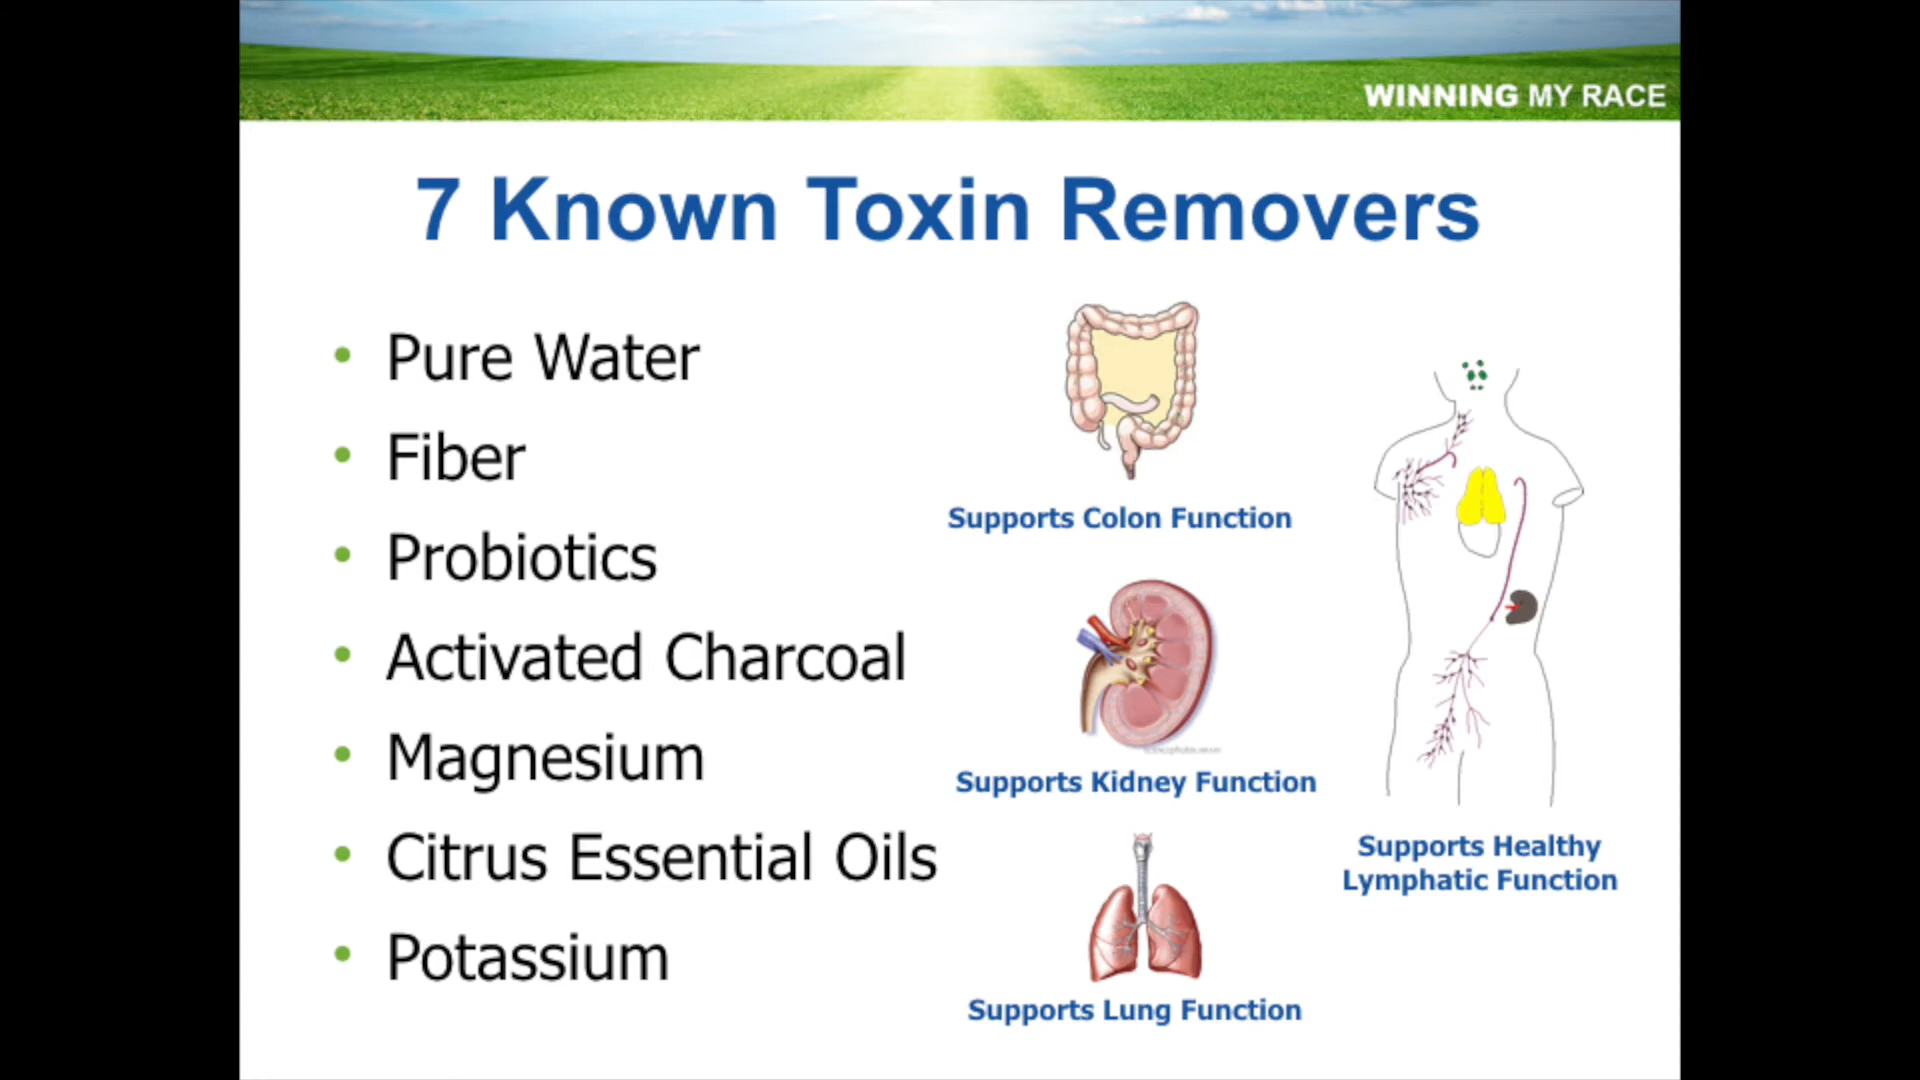 WINNING MY RACE
7 Known Toxin Removers
• Pure Water
• Fiber
• Probiotics
• Activated Charcoal
• Magnesium
• Citrus Essential Oils
• Potassium
Supports Colon Function
Supports Kidney Function
Supports Lung Function
Supports Healthy
Lymphatic Function